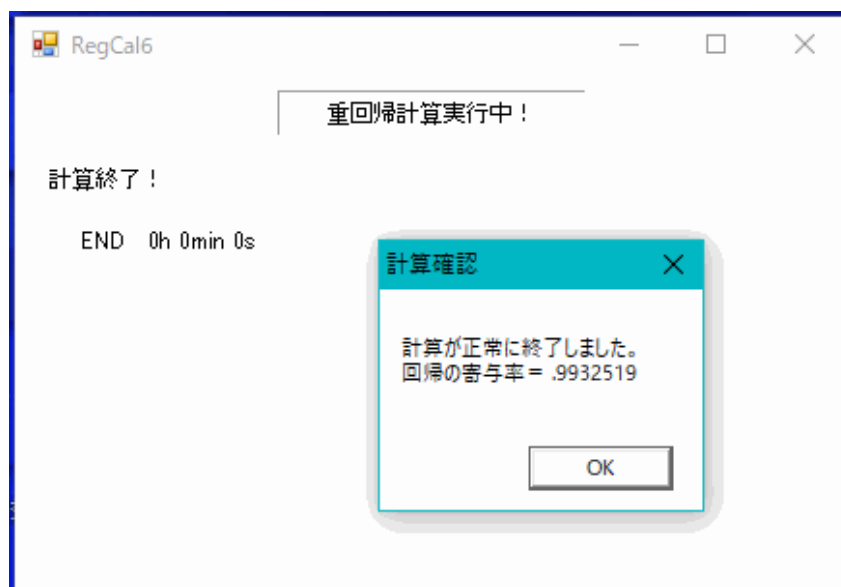 RegCal6
重回帰計算実行中！
計算終了！
END 0h 0min 0s
計算確認
計算が正常に終了しました。
回帰の寄与率＝ .9932519
OK